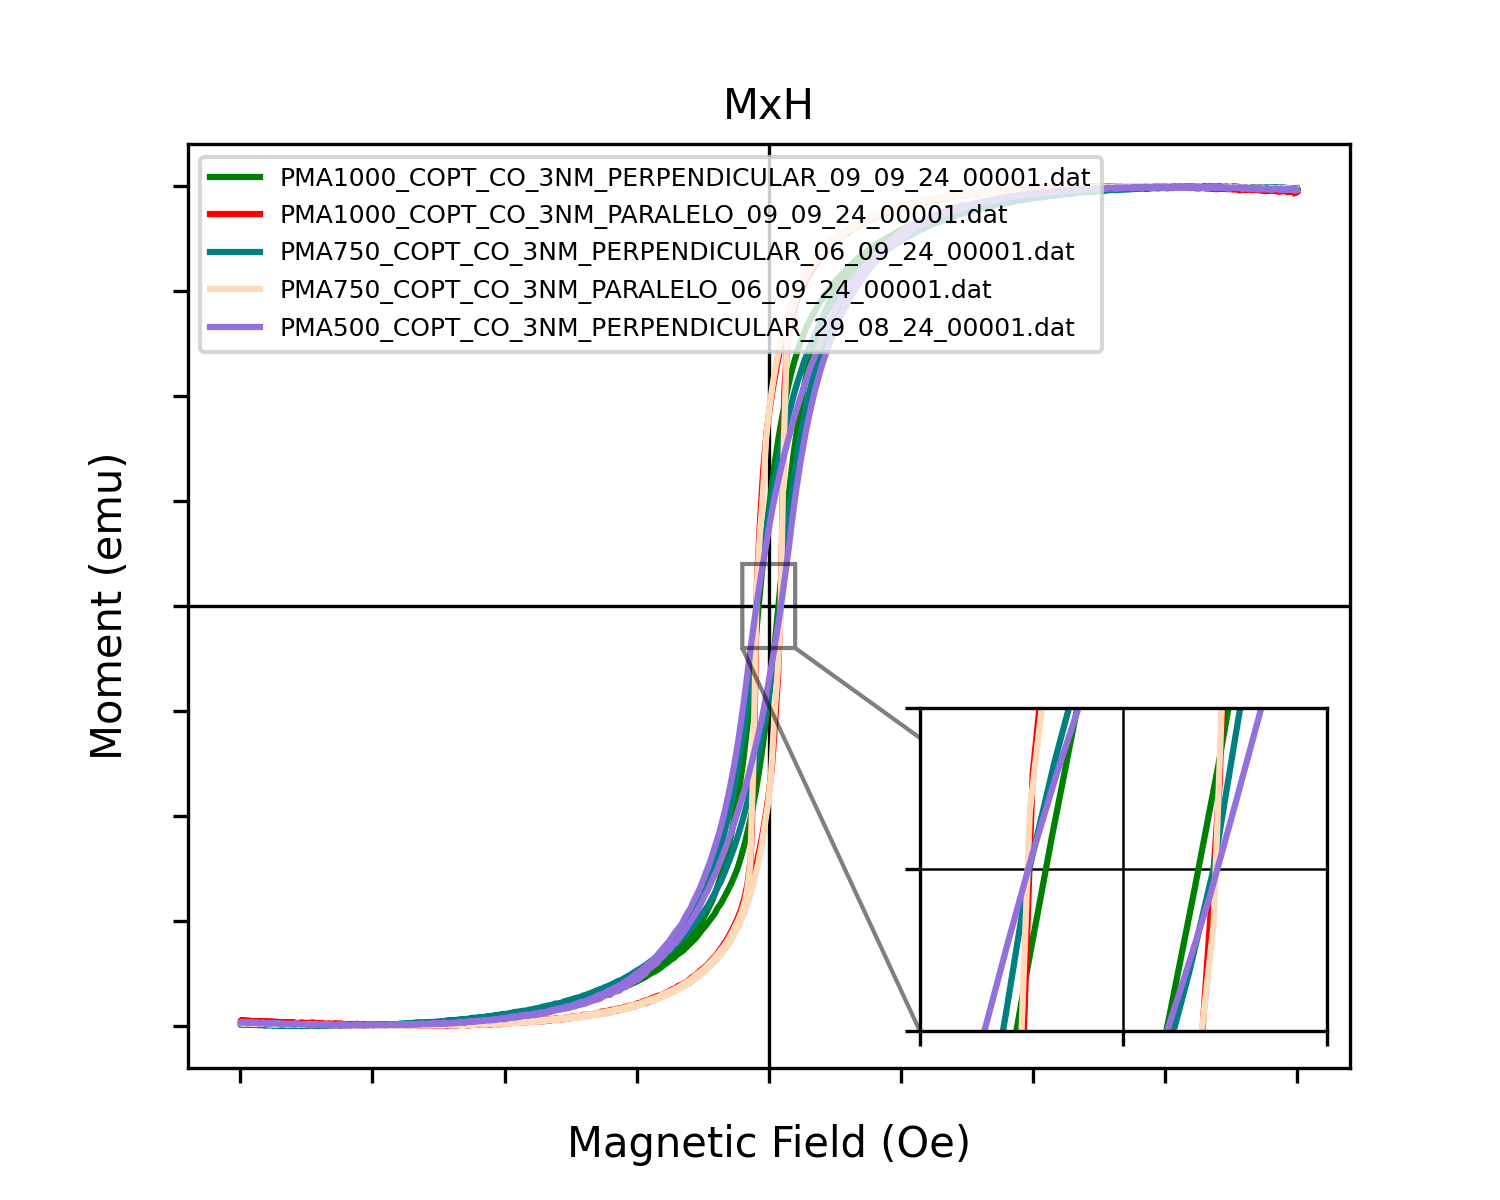 MxH
PMA1000_COPT_CO_3NM_PERPENDICULAR_09_09_24_00001.dat
PMA1000_COPT_CO_3NM_PARALELO_09_09_24_00001.dat
PMA750_COPT_CO_3NM_PERPENDICULAR_06_09_24_00001.dat
PMA750_COPT_CO_3NM_PARALELO_06_09_24_00001.dat
PMA500_COPT_CO_3NM_PERPENDICULAR_29_08_24_00001.dat
Moment (emu)
Magnetic Field (Oe)